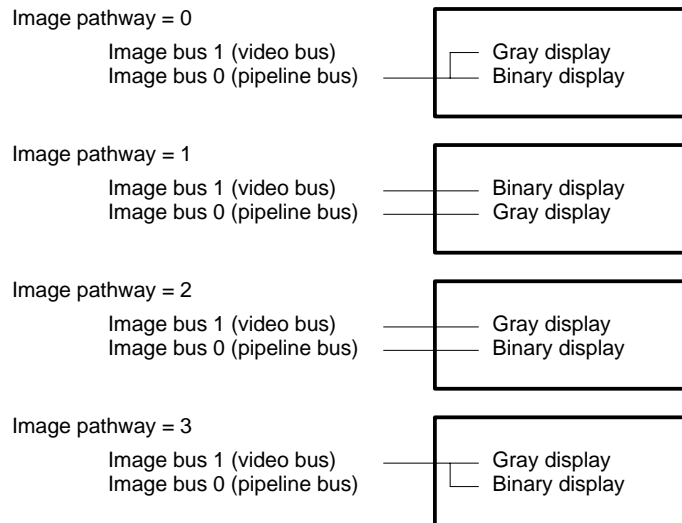 Image pathway = 0
Image bus 1 (video bus) Gray display
Image bus 0 (pipeline bus) Binary display
Image pathway = 1
Image bus 1 (video bus) Binary display
Image bus 0 (pipeline bus) Gray display
Image pathway = 2
Image bus 1 (video bus) Gray display
Image bus 0 (pipeline bus) Binary display
Image pathway = 3
Image bus 1 (video bus) Gray display
Image bus 0 (pipeline bus) Binary display